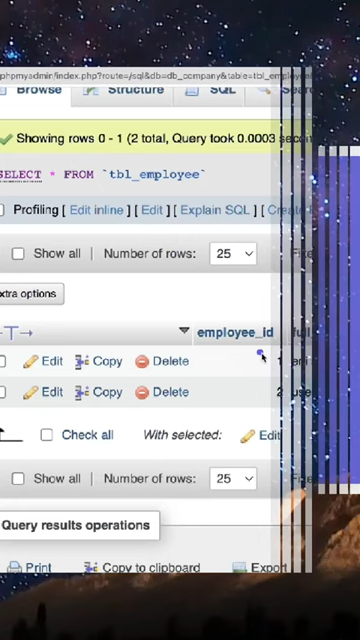 phpmyadmin/index.php?route=/sql&db=db_company&table=tbl_employee
Browse Structure SQL
Showing rows 0 - 1 (2 total, Query took 0.0003
SELECT * FROM `tbl_employee`
Profiling [ Edit inline ] [ Edit ] [ Explain SQL ] [
Show all Number of rows: 25
xtra options
employee_id
Edit Copy Delete 1
Edit Copy Delete 2
Check all With selected: Edit
Show all Number of rows: 25
Query results operations
Print Copy to clipboard Export